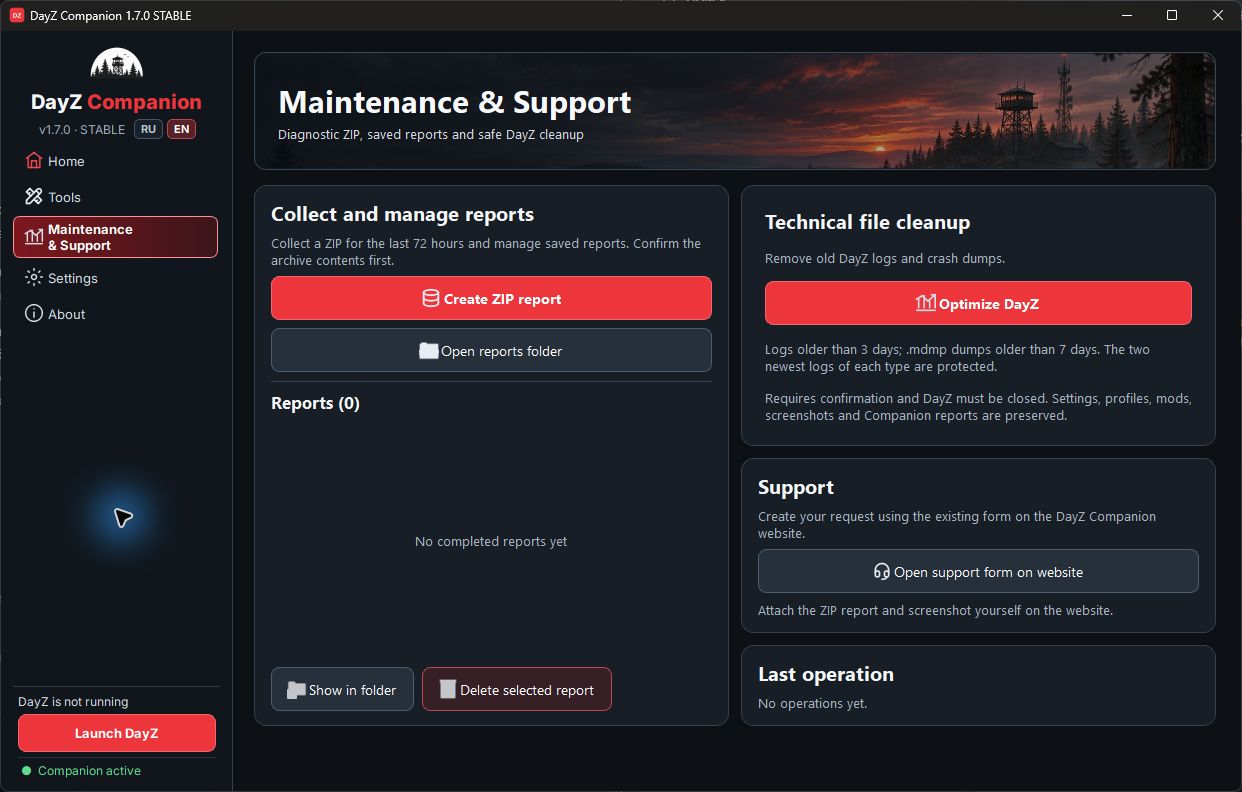 DZ DayZ Companion 1.7.0 STABLE
DayZ Companion
v1.7.0 · STABLE RU EN
Home
Tools
Maintenance
& Support
Settings
About
DayZ is not running
Launch DayZ
Companion active
Maintenance & Support
Diagnostic ZIP, saved reports and safe DayZ cleanup
Collect and manage reports
Collect a ZIP for the last 72 hours and manage saved reports. Confirm the
archive contents first.
Create ZIP report
Open reports folder
Reports (0)
No completed reports yet
Show in folder
Delete selected report
Technical file cleanup
Remove old DayZ logs and crash dumps.
Optimize DayZ
Logs older than 3 days; .mdmp dumps older than 7 days. The two
newest logs of each type are protected.
Requires confirmation and DayZ must be closed. Settings, profiles, mods,
screenshots and Companion reports are preserved.
Support
Create your request using the existing form on the DayZ Companion
website.
Open support form on website
Attach the ZIP report and screenshot yourself on the website.
Last operation
No operations yet.